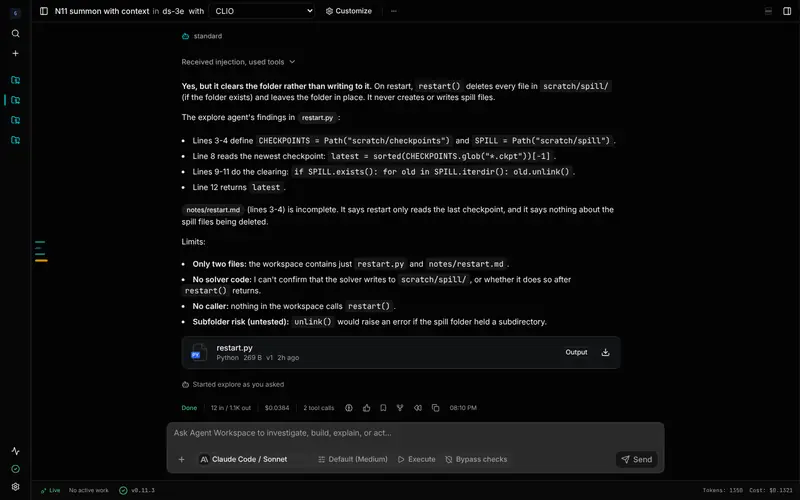 N11 summon with context in ds-3e with CLIO Customize
standard
Received injection, used tools
Yes, but it clears the folder rather than writing to it. On restart, restart() deletes every file in scratch/spill/
(if the folder exists) and leaves the folder in place. It never creates or writes spill files.
The explore agent's findings in restart.py :
Lines 3-4 define CHECKPOINTS = Path("scratch/checkpoints") and SPILL = Path("scratch/spill") .
Line 8 reads the newest checkpoint: latest = sorted(CHECKPOINTS.glob("*.ckpt"))[-1] .
Lines 9-11 do the clearing: if SPILL.exists(): for old in SPILL.iterdir(): old.unlink() .
Line 12 returns latest .
notes/restart.md (lines 3-4) is incomplete. It says restart only reads the last checkpoint, and it says nothing about the
spill files being deleted.
Limits:
Only two files: the workspace contains just restart.py and notes/restart.md .
No solver code: I can't confirm that the solver writes to scratch/spill/ , or whether it does so after
restart() returns.
No caller: nothing in the workspace calls restart() .
Subfolder risk (untested): unlink() would raise an error if the spill folder held a subdirectory.
PY
restart.py
Python 269 B v1 2h ago
Output
Started explore as you asked
Done 12 in / 1.1K out $0.0384 2 tool calls 08:10 PM
Ask Agent Workspace to investigate, build, explain, or act...
Claude Code / Sonnet Default (Medium) Execute Bypass checks Send
Live No active work v0.11.3 Tokens: 1350 Cost: $0.1321